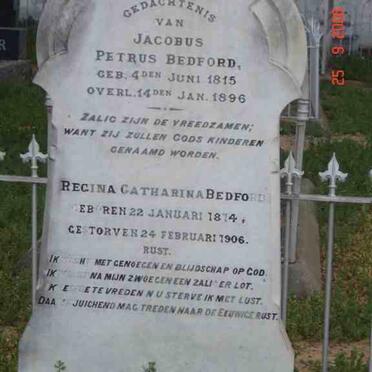 GEDACHTENIS
VAN
JACOBUS
PETRUS BEDFORD,
GEB. 4DEN JUNI 1815
OVERL. 14DEN JAN. 1896
ZALIG ZIJN DE VREEDZAMEN;
WANT ZIJ ZULLEN GODS KINDEREN
GENAAMD WORDEN.
REGINA CATHARINA BEDFORD
GEBOREN 22 JANUARI 1814,
GESTORVEN 24 FEBRUARI 1906.
RUST.
IK MET GENOEGEN EN BLIJDSCHAP OP GOD.
NA MIJN ZWOEGEN EEN ZALIGER LOT.
TEVREDEN NU STERVE IK MET LUST.
JUICHEND MAG TREDEN NAAR DE EEUWIGE RUST.
25 9 2008